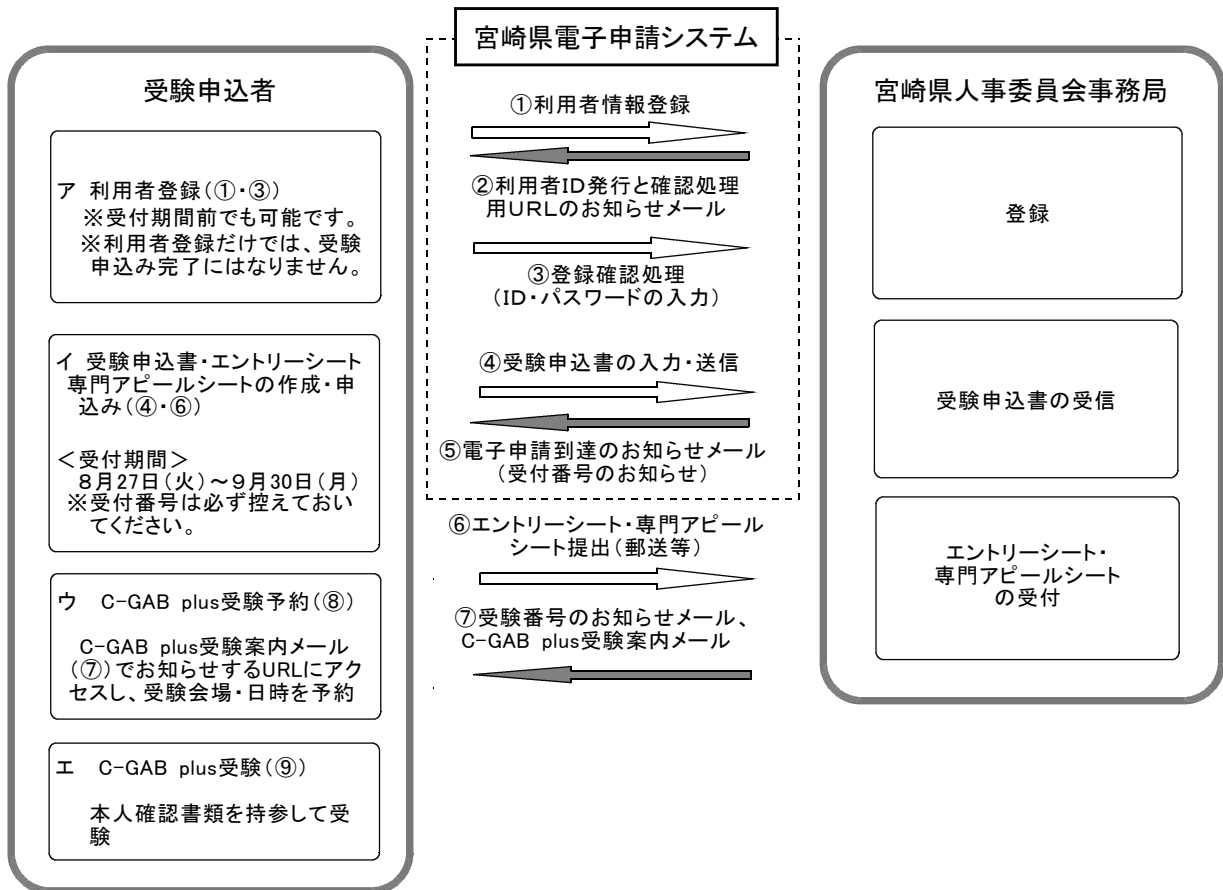 宮崎県電子申請システム
受験申込者
ア 利用者登録(①・③)
※受付期間前でも可能です。
※利用者登録だけでは、受験
申込み完了にはなりません。
イ 受験申込書・エントリーシート
専門アピールシートの作成・申
込み(④・⑥)
<受付期間>
8月27日(火)～9月30日(月)
※受付番号は必ず控えておい
てください。
ウ C-GAB plus受験予約(⑧)
C-GAB plus受験案内メール
(⑦)でお知らせするURLにアク
セスし、受験会場・日時を予約
エ C-GAB plus受験(⑨)
本人確認書類を持参して受
験
①利用者情報登録
②利用者ID発行と確認処理
用URLのお知らせメール
③登録確認処理
(ID・パスワードの入力)
④受験申込書の入力・送信
⑤電子申請到達のお知らせメール
(受付番号のお知らせ)
⑥エントリーシート・専門アピール
シート提出(郵送等)
⑦受験番号のお知らせメール、
C-GAB plus受験案内メール
宮崎県人事委員会事務局
登録
受験申込書の受信
エントリーシート・
専門アピールシート
の受付